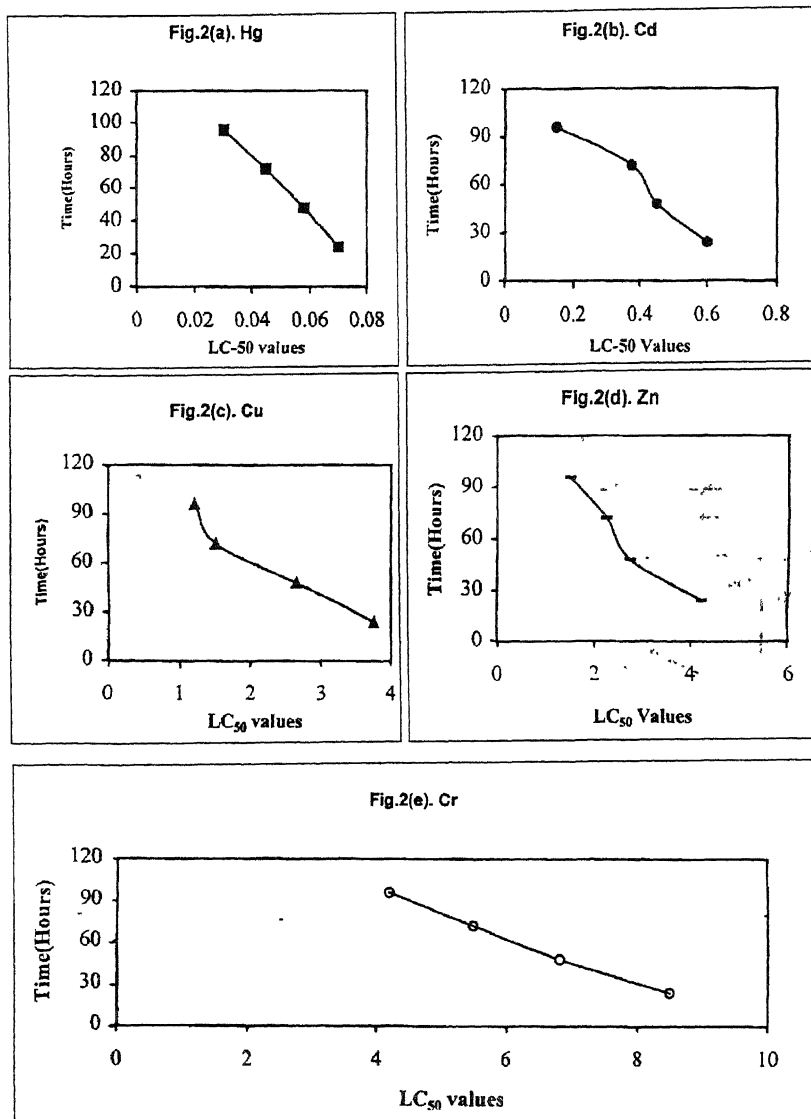 Fig.2(a). Hg
Time(Hours)
120
100
80
60
40
20
0
0 0.02 0.04 0.06 0.08
LC-50 values
Fig.2(b). Cd
Time(Hours)
120
90
60
30
0
0 0.2 0.4 0.6 0.8
LC-50 Values
Fig.2(c). Cu
Time(Hours)
120
90
60
30
0
0 1 2 3 4
LC₅₀ values
Fig.2(d). Zn
Time(Hours)
120
90
60
30
0
0 2 4 6
LC₅₀ Values
Fig.2(e). Cr
Time(Hours)
120
90
60
30
0
0 2 4 6 8 10
LC₅₀ values